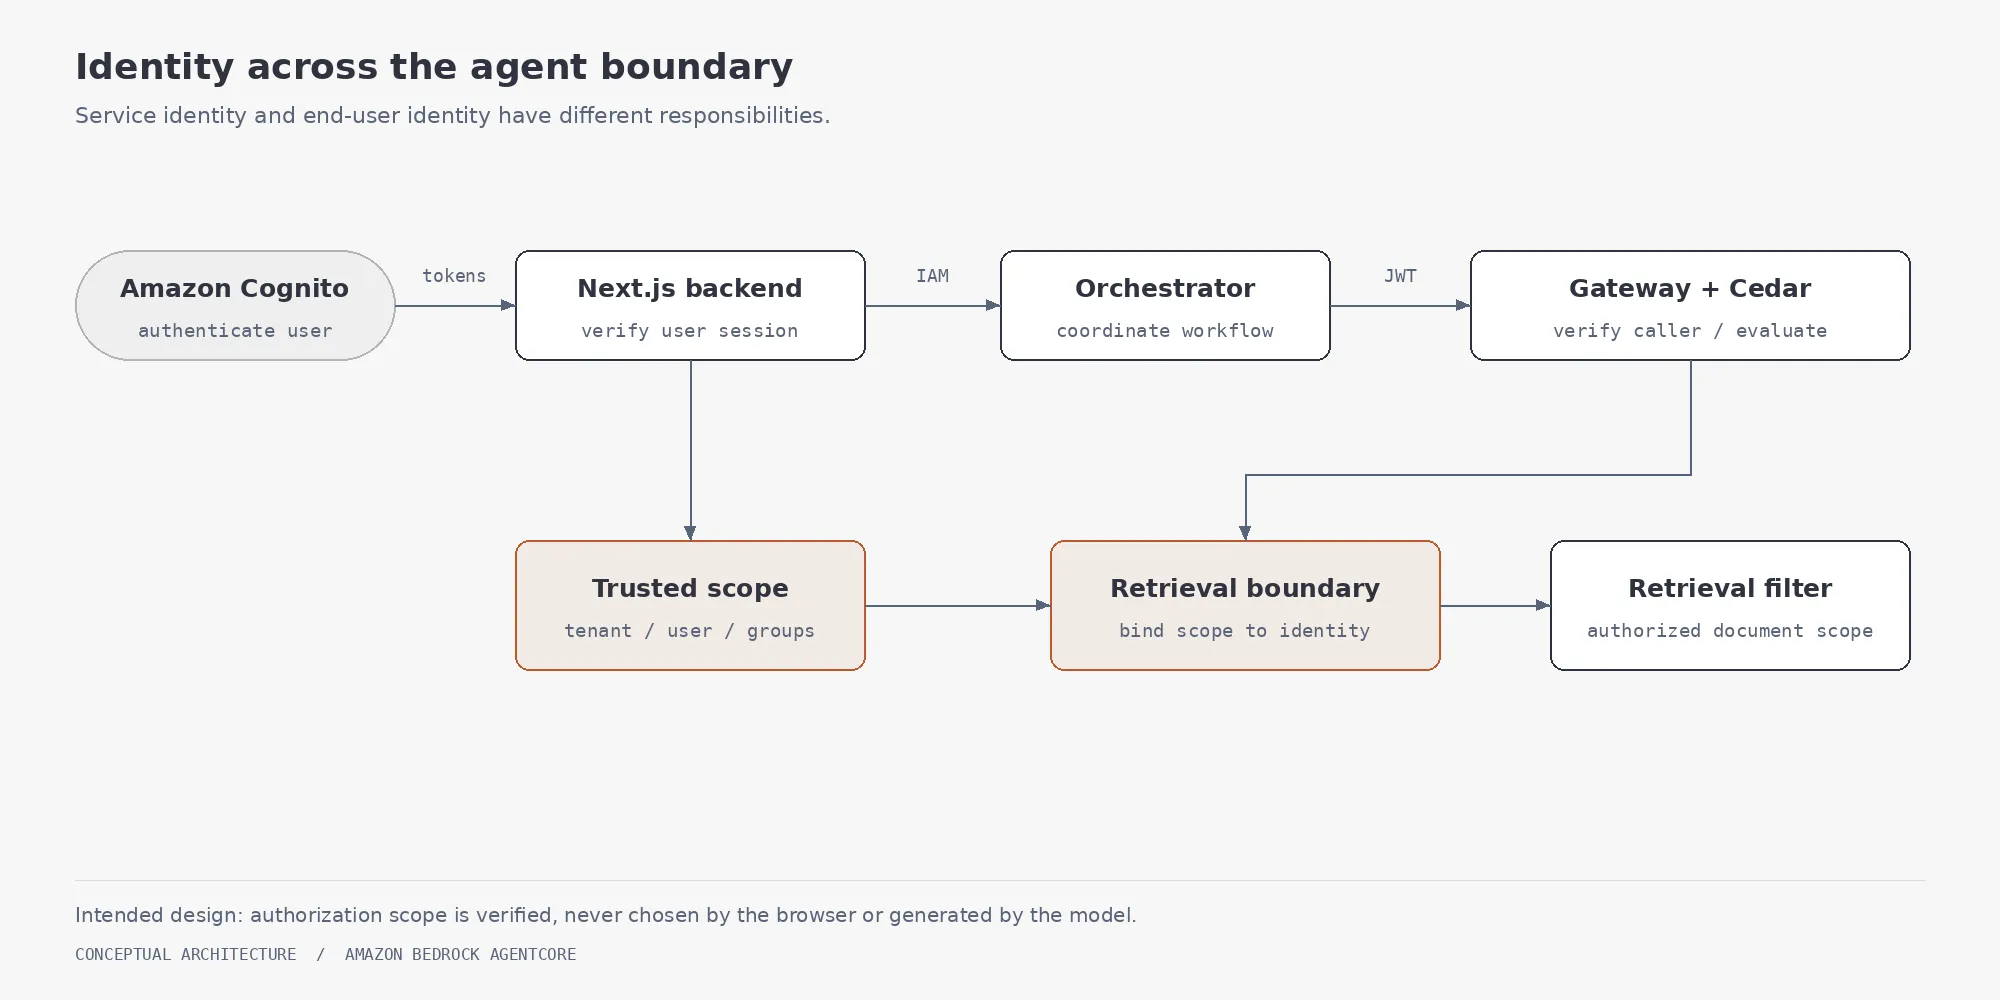 Identity across the agent boundary
Service identity and end-user identity have different responsibilities.
Amazon Cognito
authenticate user
tokens
Next.js backend
verify user session
IAM
Orchestrator
coordinate workflow
JWT
Gateway + Cedar
verify caller / evaluate
Trusted scope
tenant / user / groups
Retrieval boundary
bind scope to identity
Retrieval filter
authorized document scope
Intended design: authorization scope is verified, never chosen by the browser or generated by the model.
CONCEPTUAL ARCHITECTURE / AMAZON BEDROCK AGENTCORE